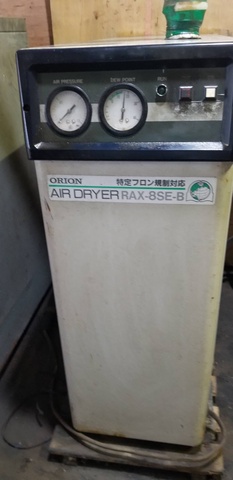 AIR PRESSURE DEW POINT RUN
ORION 特定フロン規制対応
AIR DRYER RAX-8SE-B